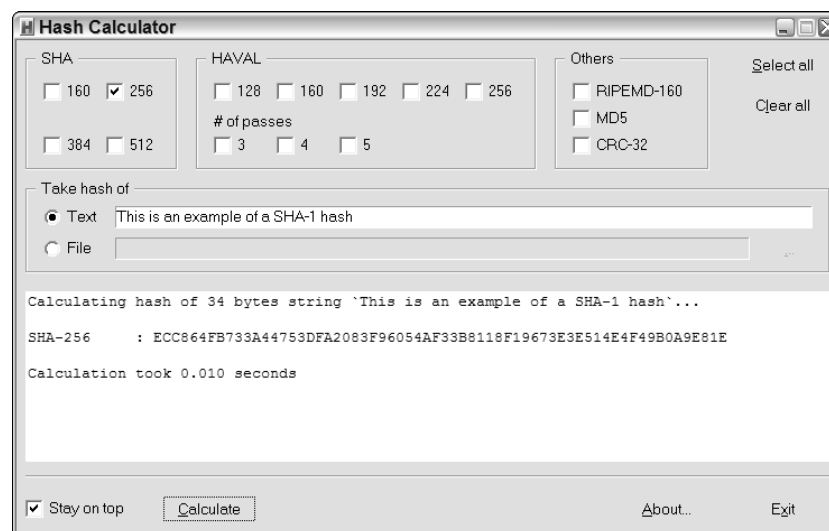 Hash Calculator
SHA HAVAL Others Select all
160 256 128 160 192 224 256 RIPEMD-160
Clear all
# of passes MD5
384 512 3 4 5 CRC-32
Take hash of
Text This is an example of a SHA-1 hash
File ...
Calculating hash of 34 bytes string `This is an example of a SHA-1 hash`...
SHA-256 : ECC864FB733A44753DFA2083F96054AF33B8118F19673E3E514E4F49B0A9E81E
Calculation took 0.010 seconds
Stay on top Calculate About... Exit